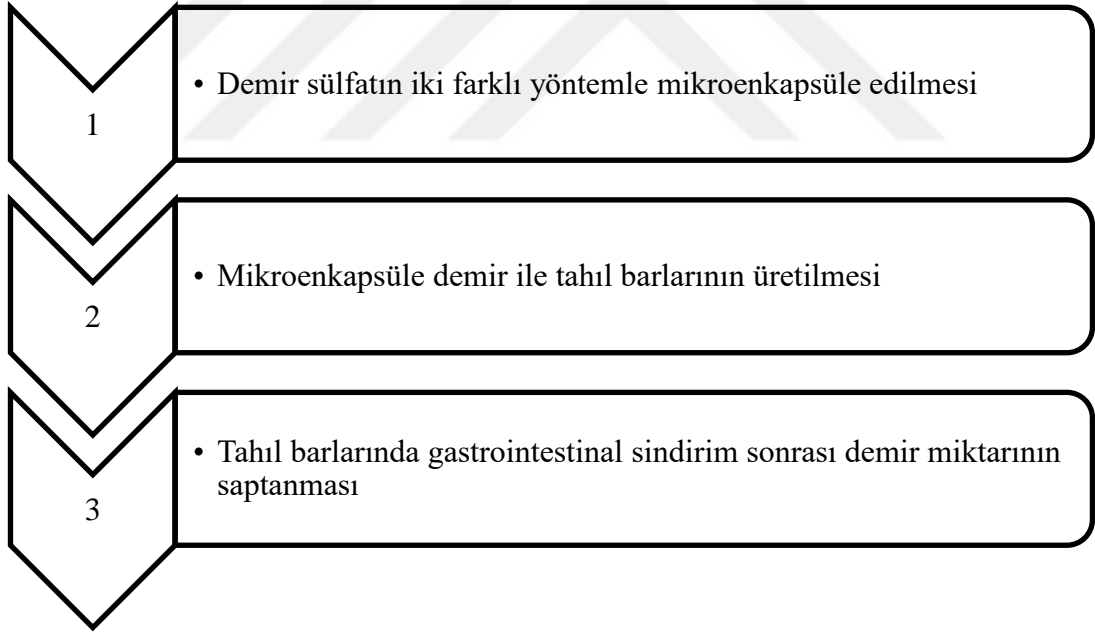 1
• Demir sülfatın iki farklı yöntemle mikroenkapsüle edilmesi
2
• Mikroenkapsüle demir ile tahıl barlarının üretilmesi
3
• Tahıl barlarında gastrointestinal sindirim sonrası demir miktarının
saptanması